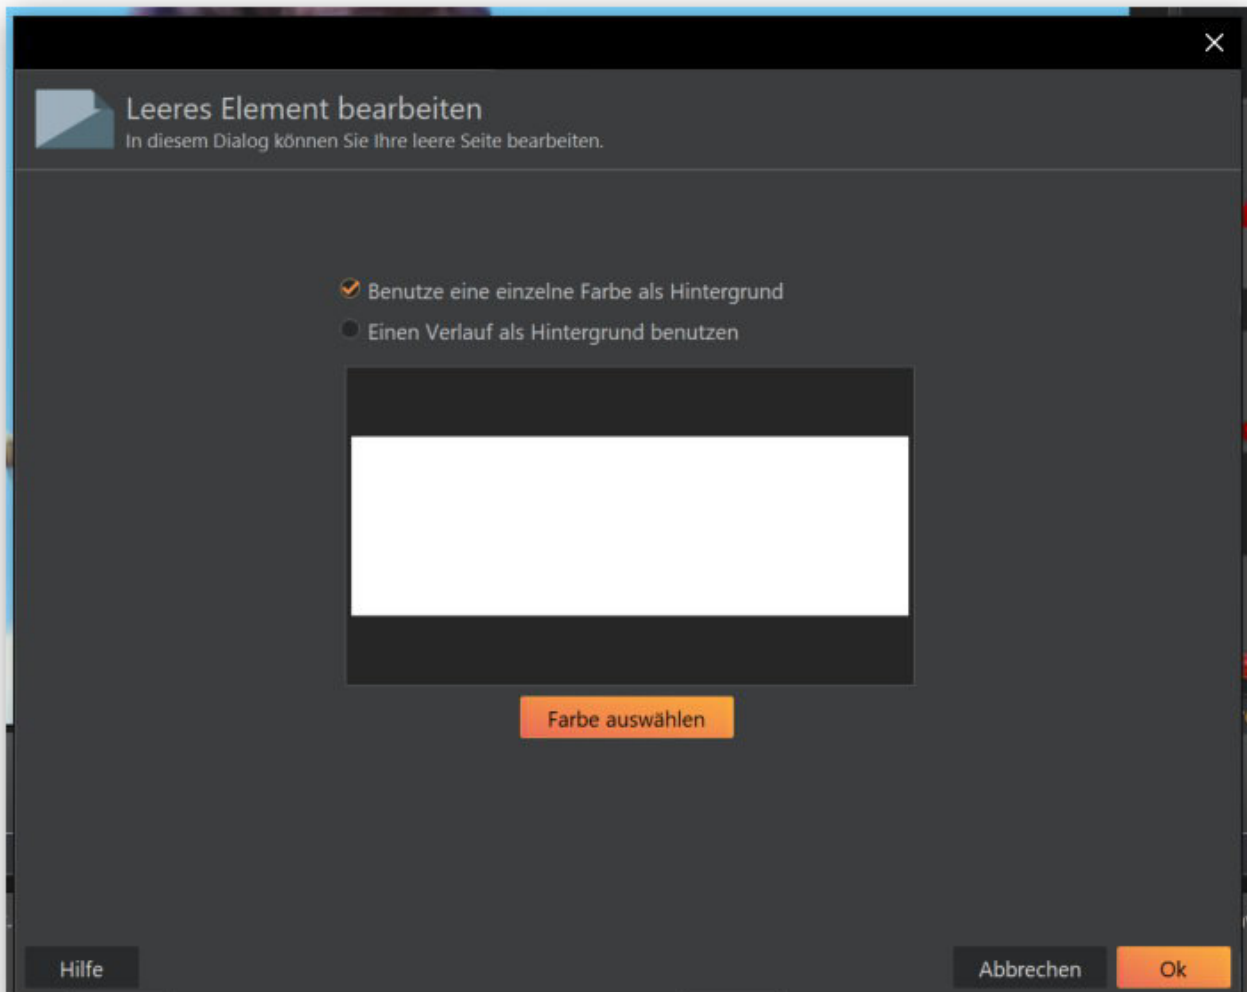 Leeres Element bearbeiten
In diesem Dialog können Sie Ihre leere Seite bearbeiten.
Benutze eine einzelne Farbe als Hintergrund
Einen Verlauf als Hintergrund benutzen
Farbe auswählen
Hilfe
Abbrechen
Ok